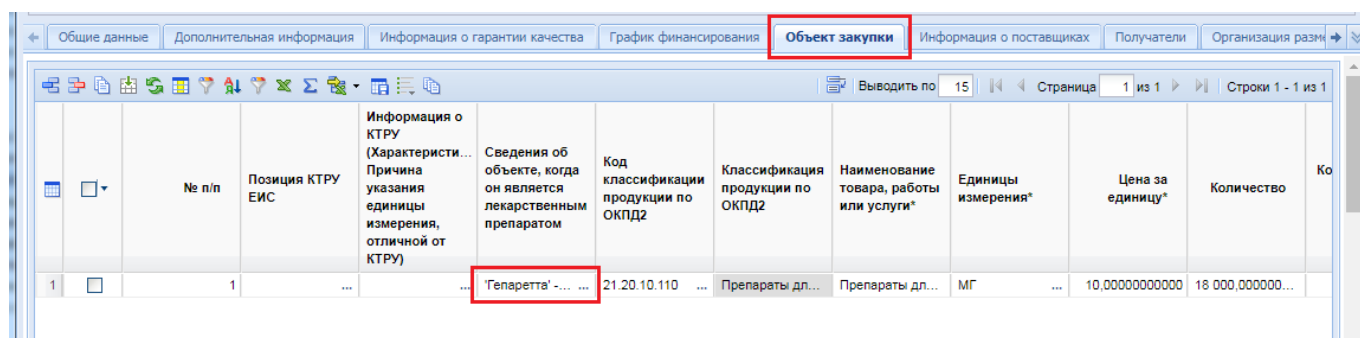 Общие данные Дополнительная информация Информация о гарантии качества График финансирования Объект закупки Информация о поставщиках Получатели Организация разме
Выводить по 15 Страница 1 из 1 Строки 1 - 1 из 1
№ п/п
Позиция КТРУ
ЕИС
Информация о
КТРУ
(Характеристи...
Причина
указания
единицы
измерения,
отличной от
КТРУ)
Сведения об
объекте, когда
он является
лекарственным
препаратом
Код
классификации
продукции по
ОКПД2
Классификация
продукции по
ОКПД2
Наименование
товара, работы
или услуги*
Единицы
измерения*
Цена за
единицу*
Количество
Ко
1 1 ... ... 'Гепаретта' -... ... 21.20.10.110 ... Препараты дл... Препараты дл... МГ ... 10,00000000000 18 000,000000...